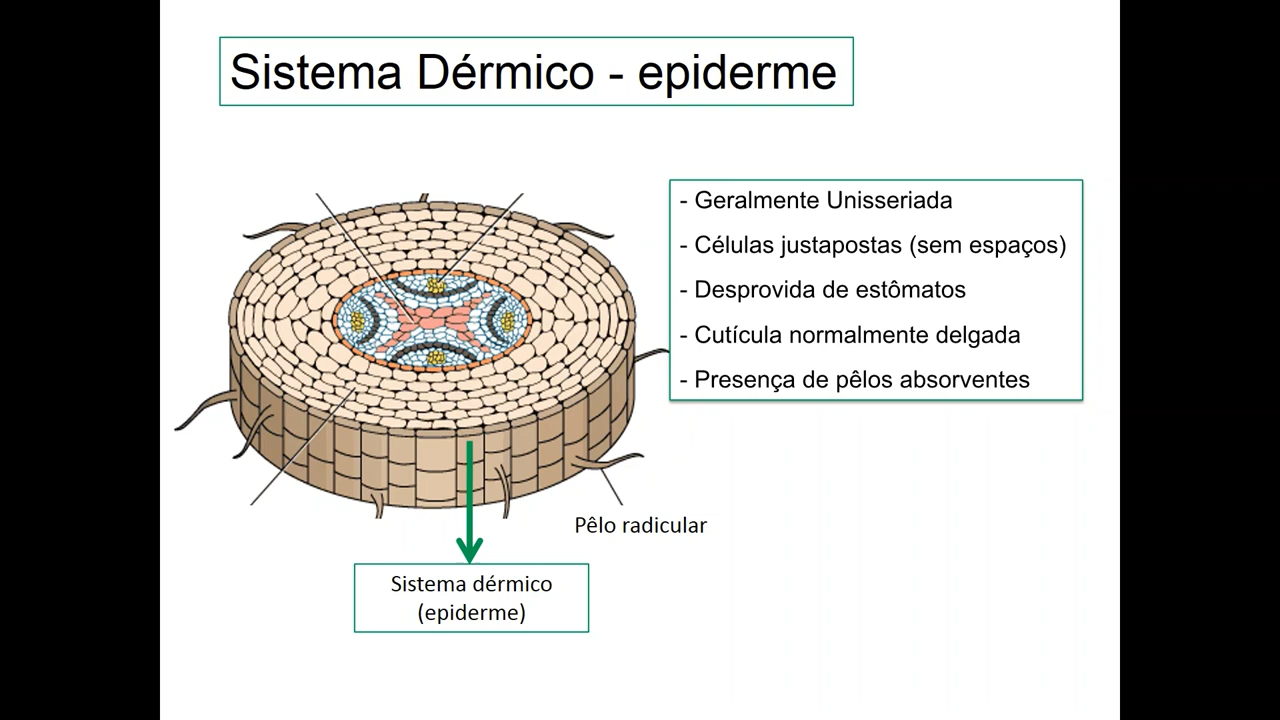 Sistema Dérmico - epiderme
- Geralmente Unisseriada
- Células justapostas (sem espaços)
- Desprovida de estômatos
- Cutícula normalmente delgada
- Presença de pêlos absorventes
Pêlo radicular
Sistema dérmico
(epiderme)